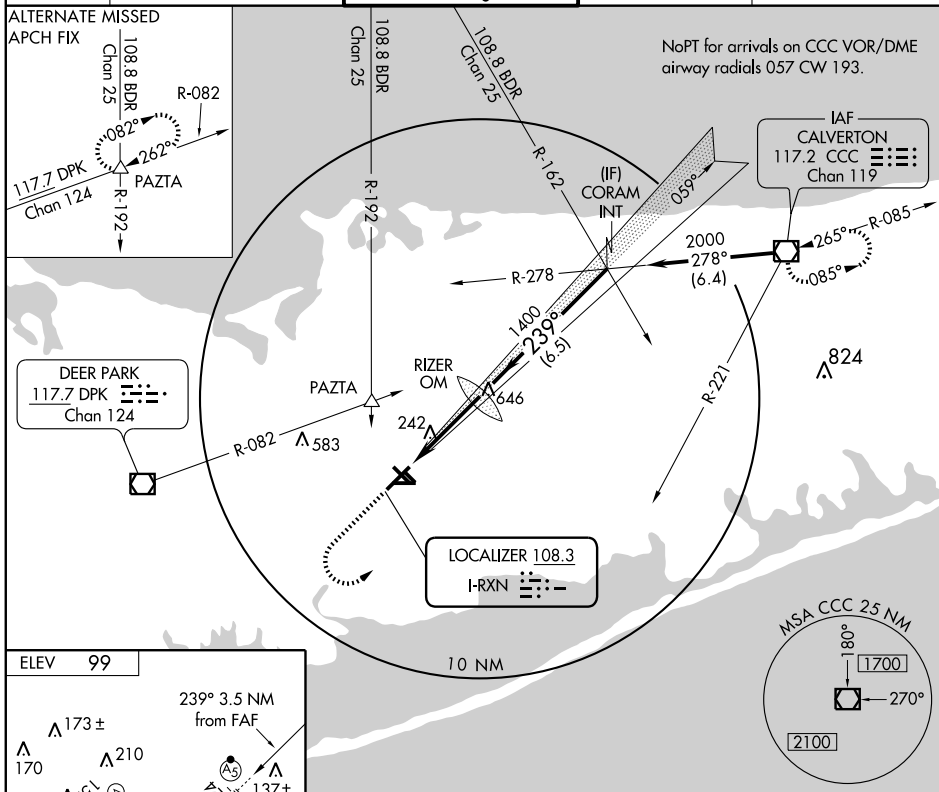 ALTERNATE MISSED
APCH FIX
108.8 BDR
Chan 25
R-082
082°
262°
117.7 DPK
Chan 124
PAZTA
R-192
108.8 BDR
Chan 25
R-192
108.8 BDR
Chan 25
R-162
NoPT for arrivals on CCC VOR/DME
airway radials 057 CW 193.
IAF
CALVERTON
117.2 CCC
Chan 119
(IF)
CORAM
INT
059°
2000
278°
(6.4)
R-278
265°
R-085
085°
1400
239°
(6.5)
R-221
824
DEER PARK
117.7 DPK
Chan 124
PAZTA
RIZER
OM
646
242
583
R-082
LOCALIZER 108.3
I-RXN
10 NM
MSA CCC 25 NM
180°
1700
270°
2100
ELEV 99
239° 3.5 NM
from FAF
173 ±
170
210
A5
137±